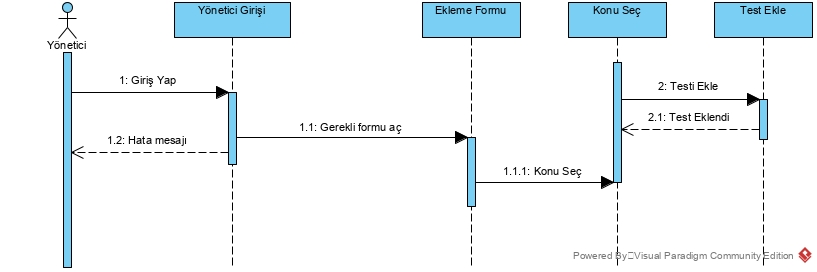 Yönetici
Yönetici Girişi
Ekleme Formu
Konu Seç
Test Ekle
1: Giriş Yap
2: Testi Ekle
2.1: Test Eklendi
1.1: Gerekli formu aç
1.2: Hata mesajı
1.1.1: Konu Seç
Powered By Visual Paradigm Community Edition